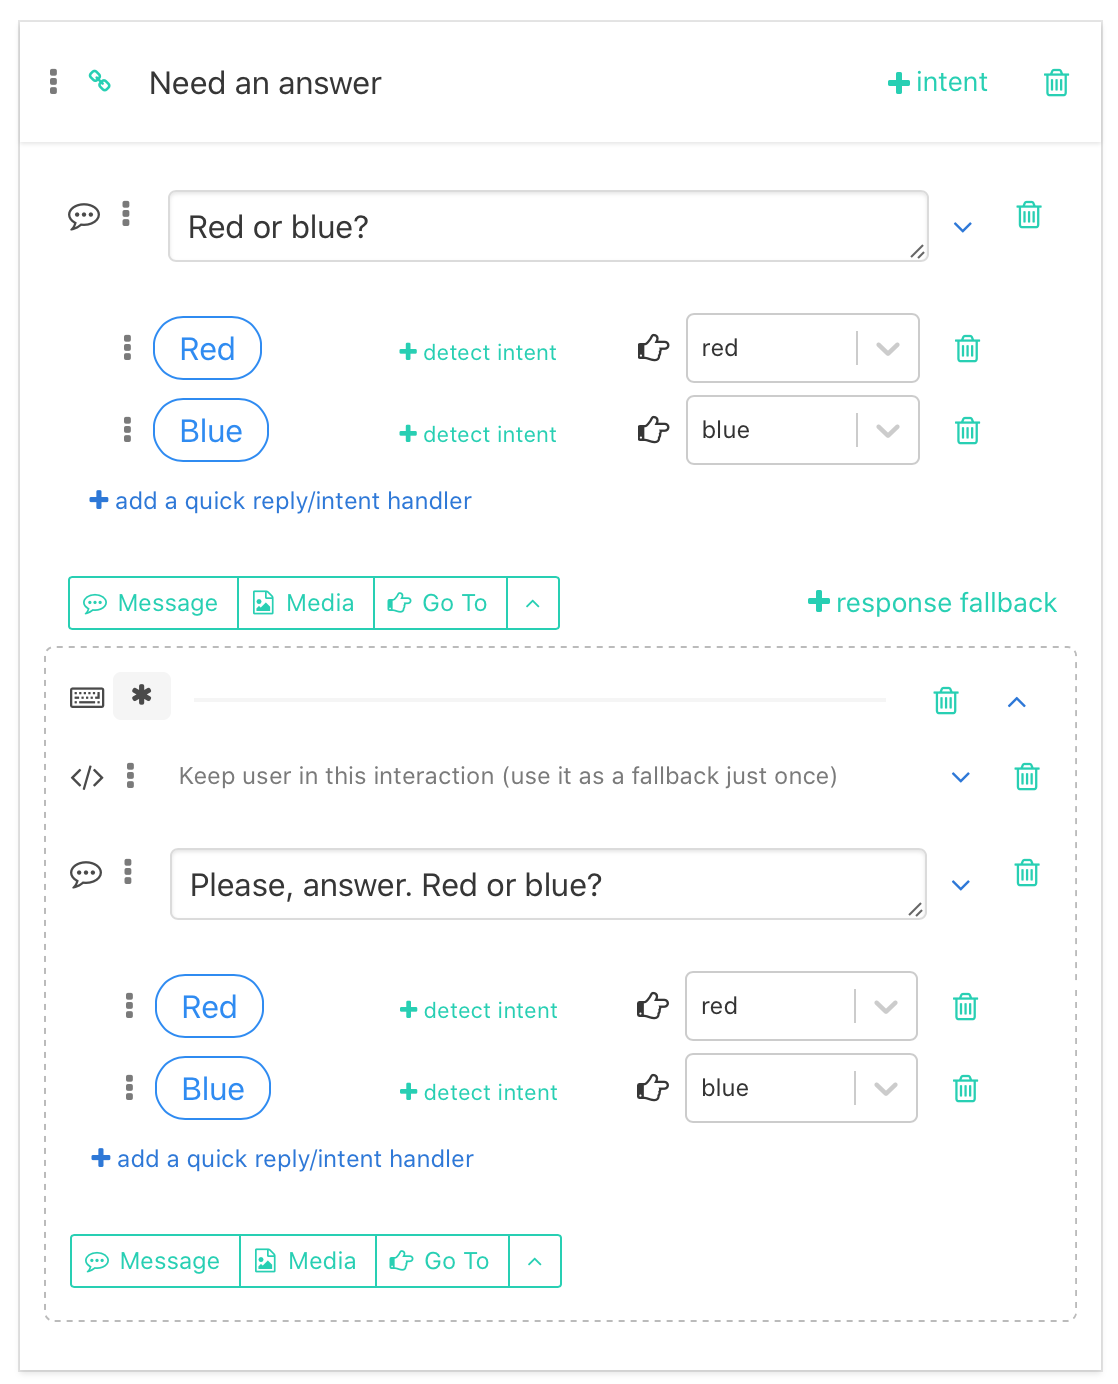 Need an answer
intent
Red or blue?
Red detect intent red
Blue detect intent blue
add a quick reply/intent handler
Message Media Go To response fallback
*
Keep user in this interaction (use it as a fallback just once)
Please, answer. Red or blue?
Red detect intent red
Blue detect intent blue
add a quick reply/intent handler
Message Media Go To